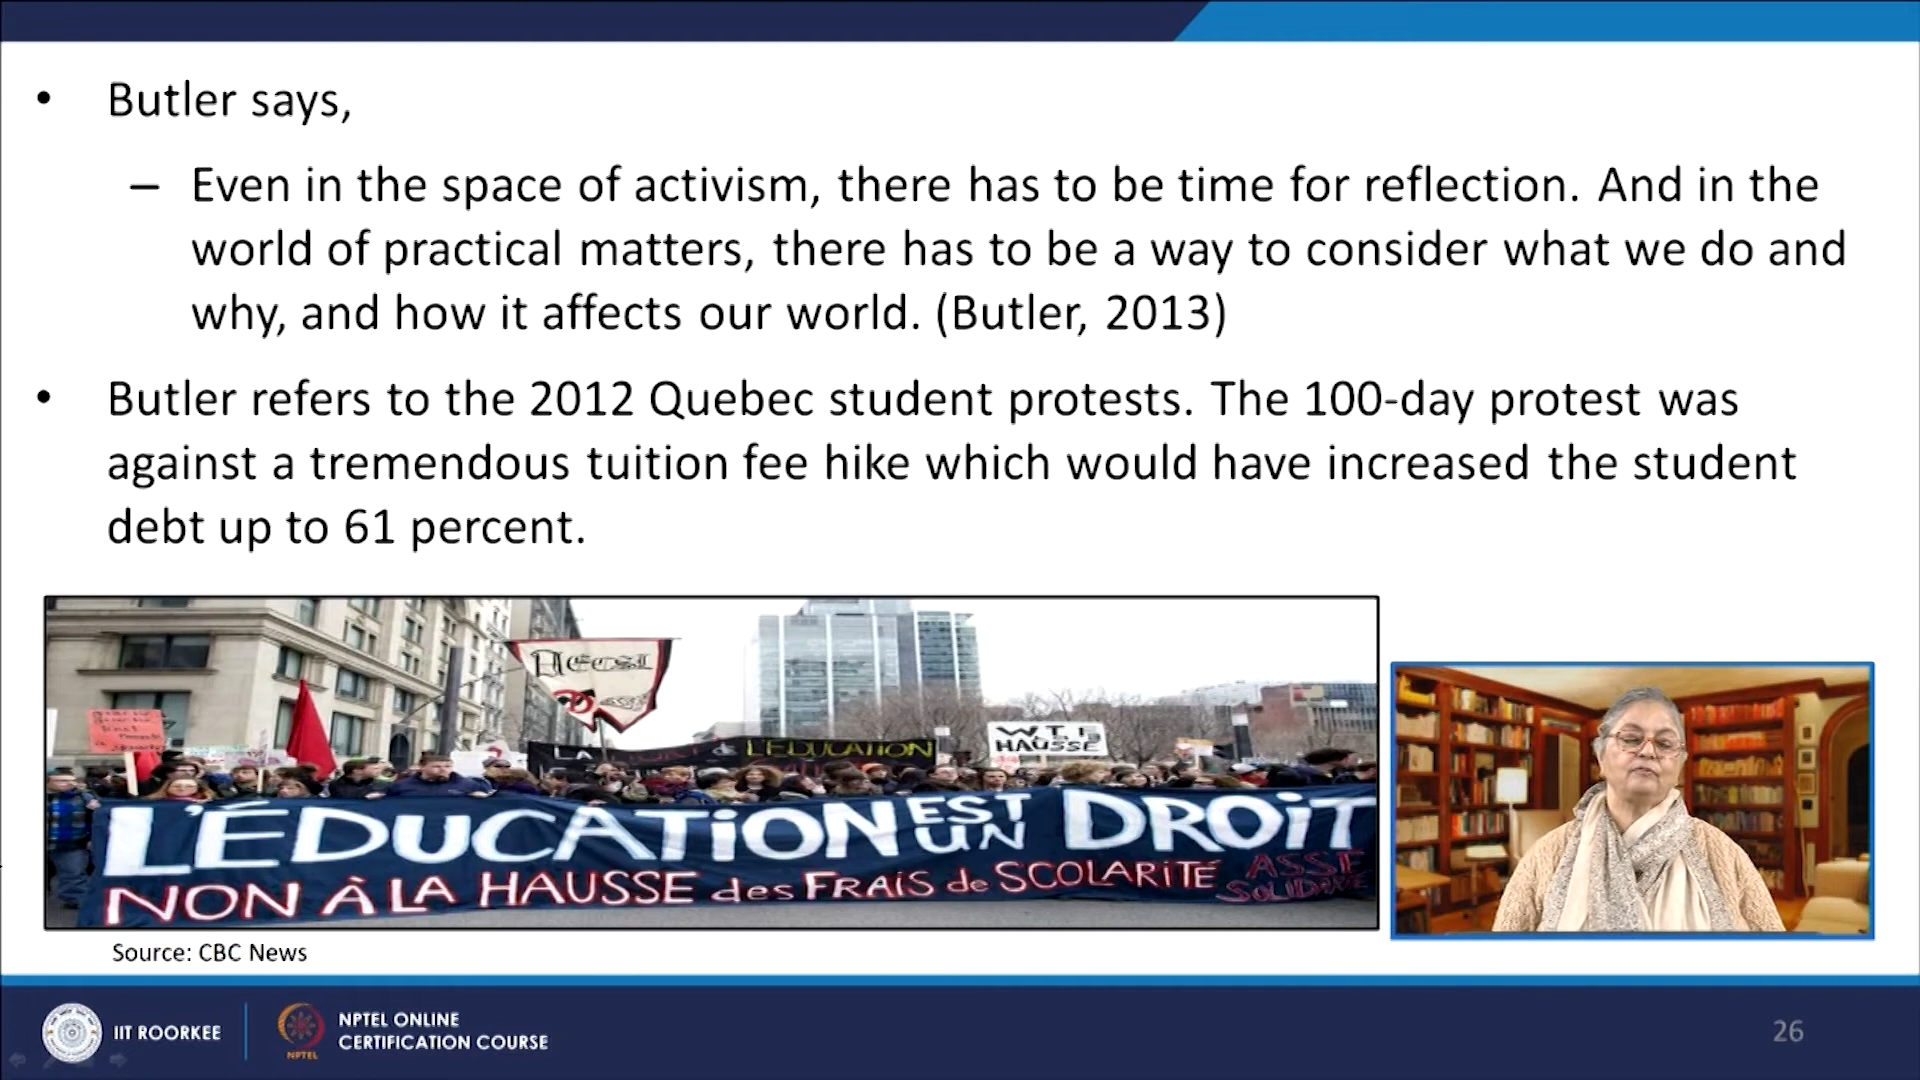 • Butler says,
– Even in the space of activism, there has to be time for reflection. And in the
world of practical matters, there has to be a way to consider what we do and
why, and how it affects our world. (Butler, 2013)
• Butler refers to the 2012 Quebec student protests. The 100-day protest was
against a tremendous tuition fee hike which would have increased the student
debt up to 61 percent.
L'ÉDUCATION
W.T.F
HAUSSE
L'ÉDUCATION EST UN DROIT
NON À LA HAUSSE des FRAIS de SCOLARITÉ
Source: CBC News
IIT ROORKEE
NPTEL
NPTEL ONLINE
CERTIFICATION COURSE
26